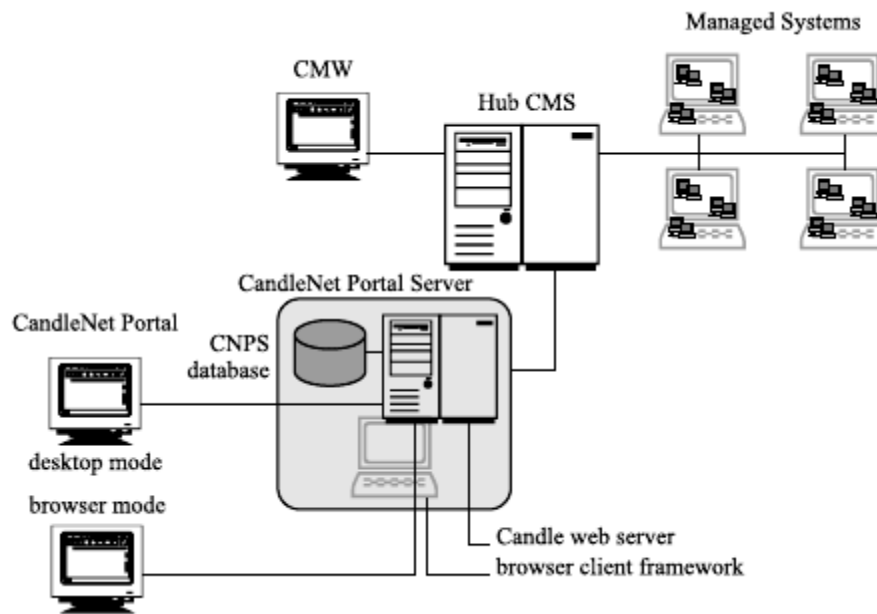 Managed Systems
CMW
Hub CMS
CandleNet Portal Server
CandleNet Portal
CNPS
database
desktop mode
browser mode
Candle web server
browser client framework